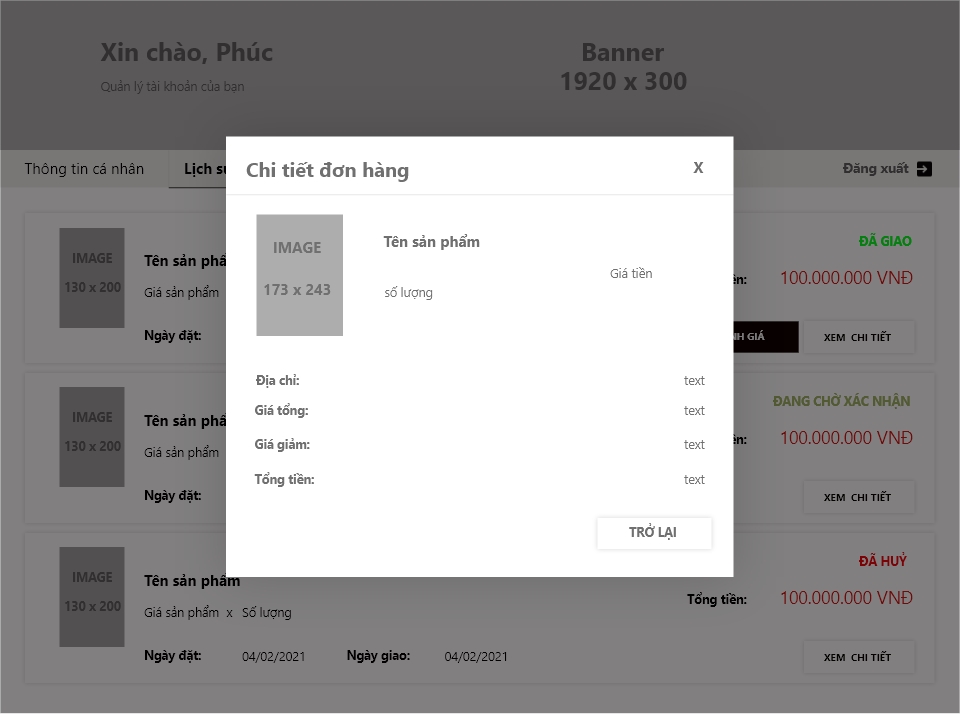 Xin chào, Phúc
Quản lý tài khoản của bạn
Banner
1920 x 300
Thông tin cá nhân
Lịch
Đăng xuất
Chi tiết đơn hàng
X
IMAGE
173 x 243
Tên sản phẩm
Giá tiền
số lượng
Địa chỉ: text
Giá tổng: text
Giá giảm: text
Tổng tiền: text
TRỞ LẠI
IMAGE
130 x 200
Tên sản
Giá sản phẩm
Ngày đặt:
ĐÃ GIAO
100.000.000 VNĐ
GIÁ
XEM CHI TIẾT
IMAGE
130 x 200
Tên sản
Giá sản phẩm
Ngày đặt:
ĐANG CHỜ XÁC NHẬN
100.000.000 VNĐ
XEM CHI TIẾT
IMAGE
130 x 200
Tên sản phẩm
Giá sản phẩm x Số lượng
Ngày đặt: 04/02/2021 Ngày giao: 04/02/2021
ĐÃ HUỶ
Tổng tiền: 100.000.000 VNĐ
XEM CHI TIẾT